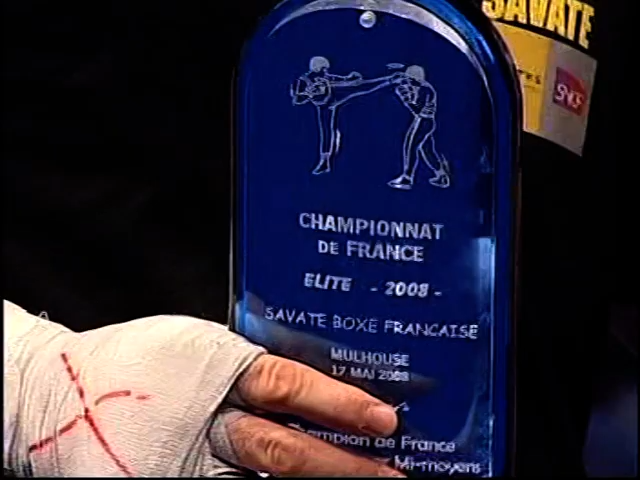 SAVATE
SNCF
CHAMPIONNAT
DE FRANCE
ELITE - 2008 -
SAVATE BOXE FRANCAISE
MULHOUSE
17 MAI 2008
Champion de France
Mi-moyens